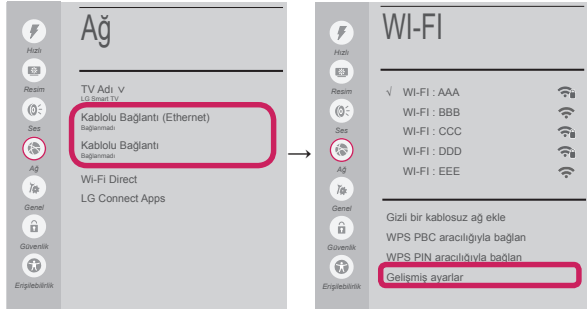 Hızlı
Resim
Ses
Ağ
Genel
Güvenlik
Erişilebilirlik
Ağ
TV Adı ∨
LG Smart TV
Kablolu Bağlantı (Ethernet)
Bağlanmadı
Kablolu Bağlantı
Bağlanmadı
Wi-Fi Direct
LG Connect Apps
→
Hızlı
Resim
Ses
Ağ
Genel
Güvenlik
Erişilebilirlik
WI-FI
√ WI-FI : AAA
WI-FI : BBB
WI-FI : CCC
WI-FI : DDD
WI-FI : EEE
Gizli bir kablosuz ağ ekle
WPS PBC aracılığıyla bağlan
WPS PIN aracılığıyla bağlan
Gelişmiş ayarlar